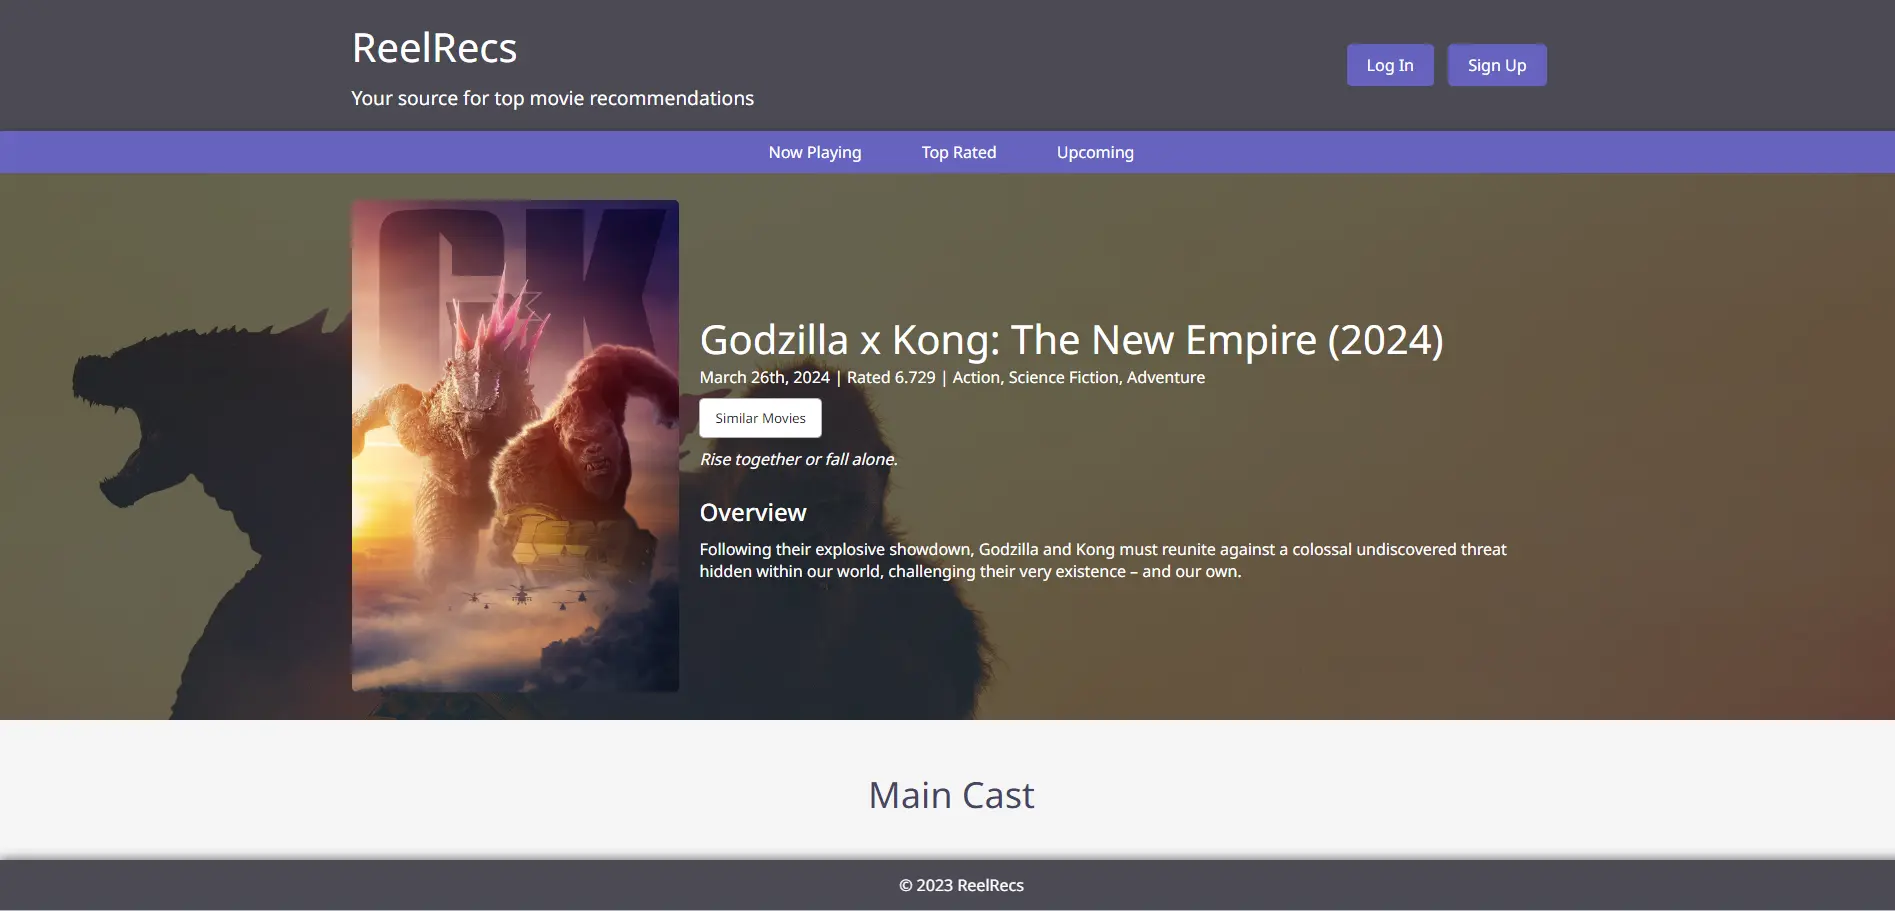 ReelRecs
Your source for top movie recommendations
Log In
Sign Up
Now Playing
Top Rated
Upcoming
GK
Godzilla x Kong: The New Empire (2024)
March 26th, 2024 | Rated 6.729 | Action, Science Fiction, Adventure
Similar Movies
Rise together or fall alone.
Overview
Following their explosive showdown, Godzilla and Kong must reunite against a colossal undiscovered threat
hidden within our world, challenging their very existence – and our own.
Main Cast
© 2023 ReelRecs